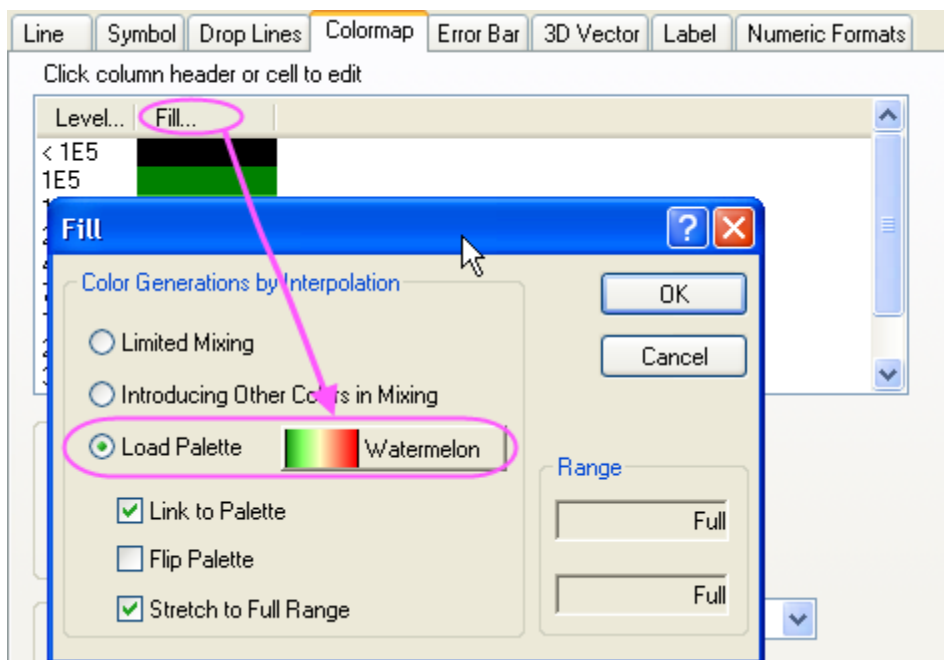 Line Symbol Drop Lines Colormap Error Bar 3D Vector Label Numeric Formats
Click column header or cell to edit
Level... Fill...
< 1E5
1E5
Fill
Color Generations by Interpolation
OK
Limited Mixing
Cancel
Introducing Other Colors in Mixing
Load Palette Watermelon
Range
Link to Palette
Full
Flip Palette
Full
Stretch to Full Range